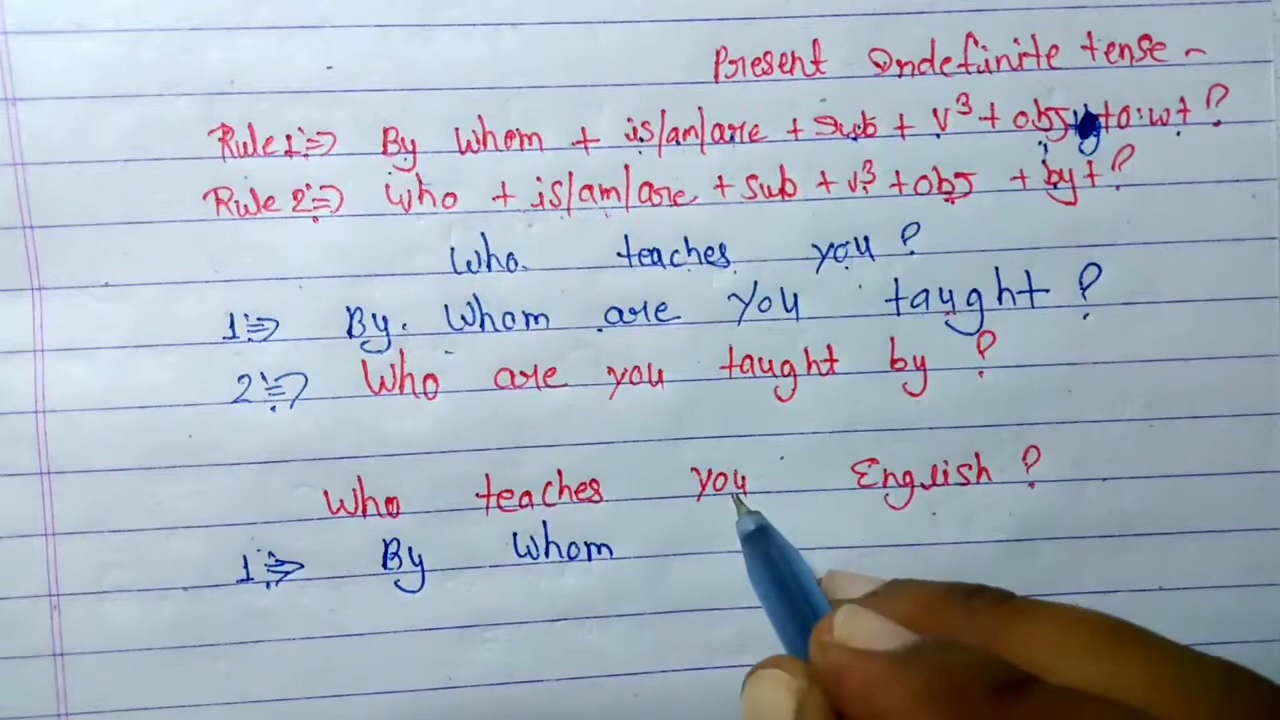 Present Indefinite tense -
Rule 1⇒ By Whom + is/am/are + sub + v³ + obj + o.w+?
Rule 2⇒ Who + is/am/are + sub + v³ + obj + by+?
Who teaches you?
1⇒ By. Whom are you taught?
2⇒ Who are you taught by?
Who teaches you English?
1⇒ By Whom